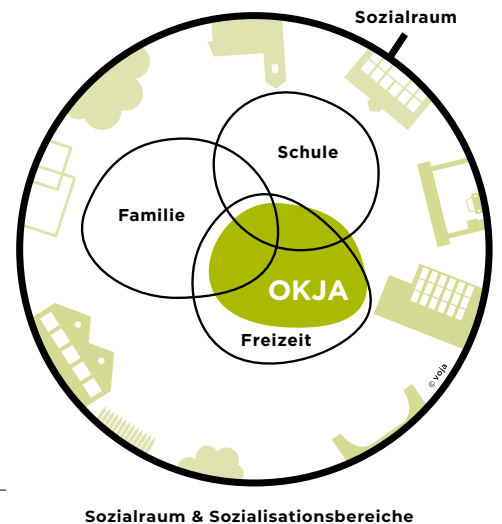 Sozialraum
Schule
Familie
OKJA
Freizeit
© voja
Sozialraum & Sozialisationsbereiche